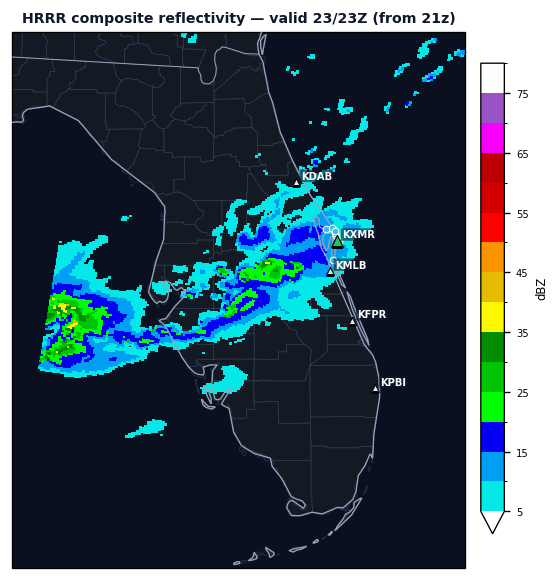 HRRR composite reflectivity — valid 23/23Z (from 21z)
KDAB
KXMR
KMLB
KFPR
KPBI
75
65
55
45
35
25
15
5
dBZ